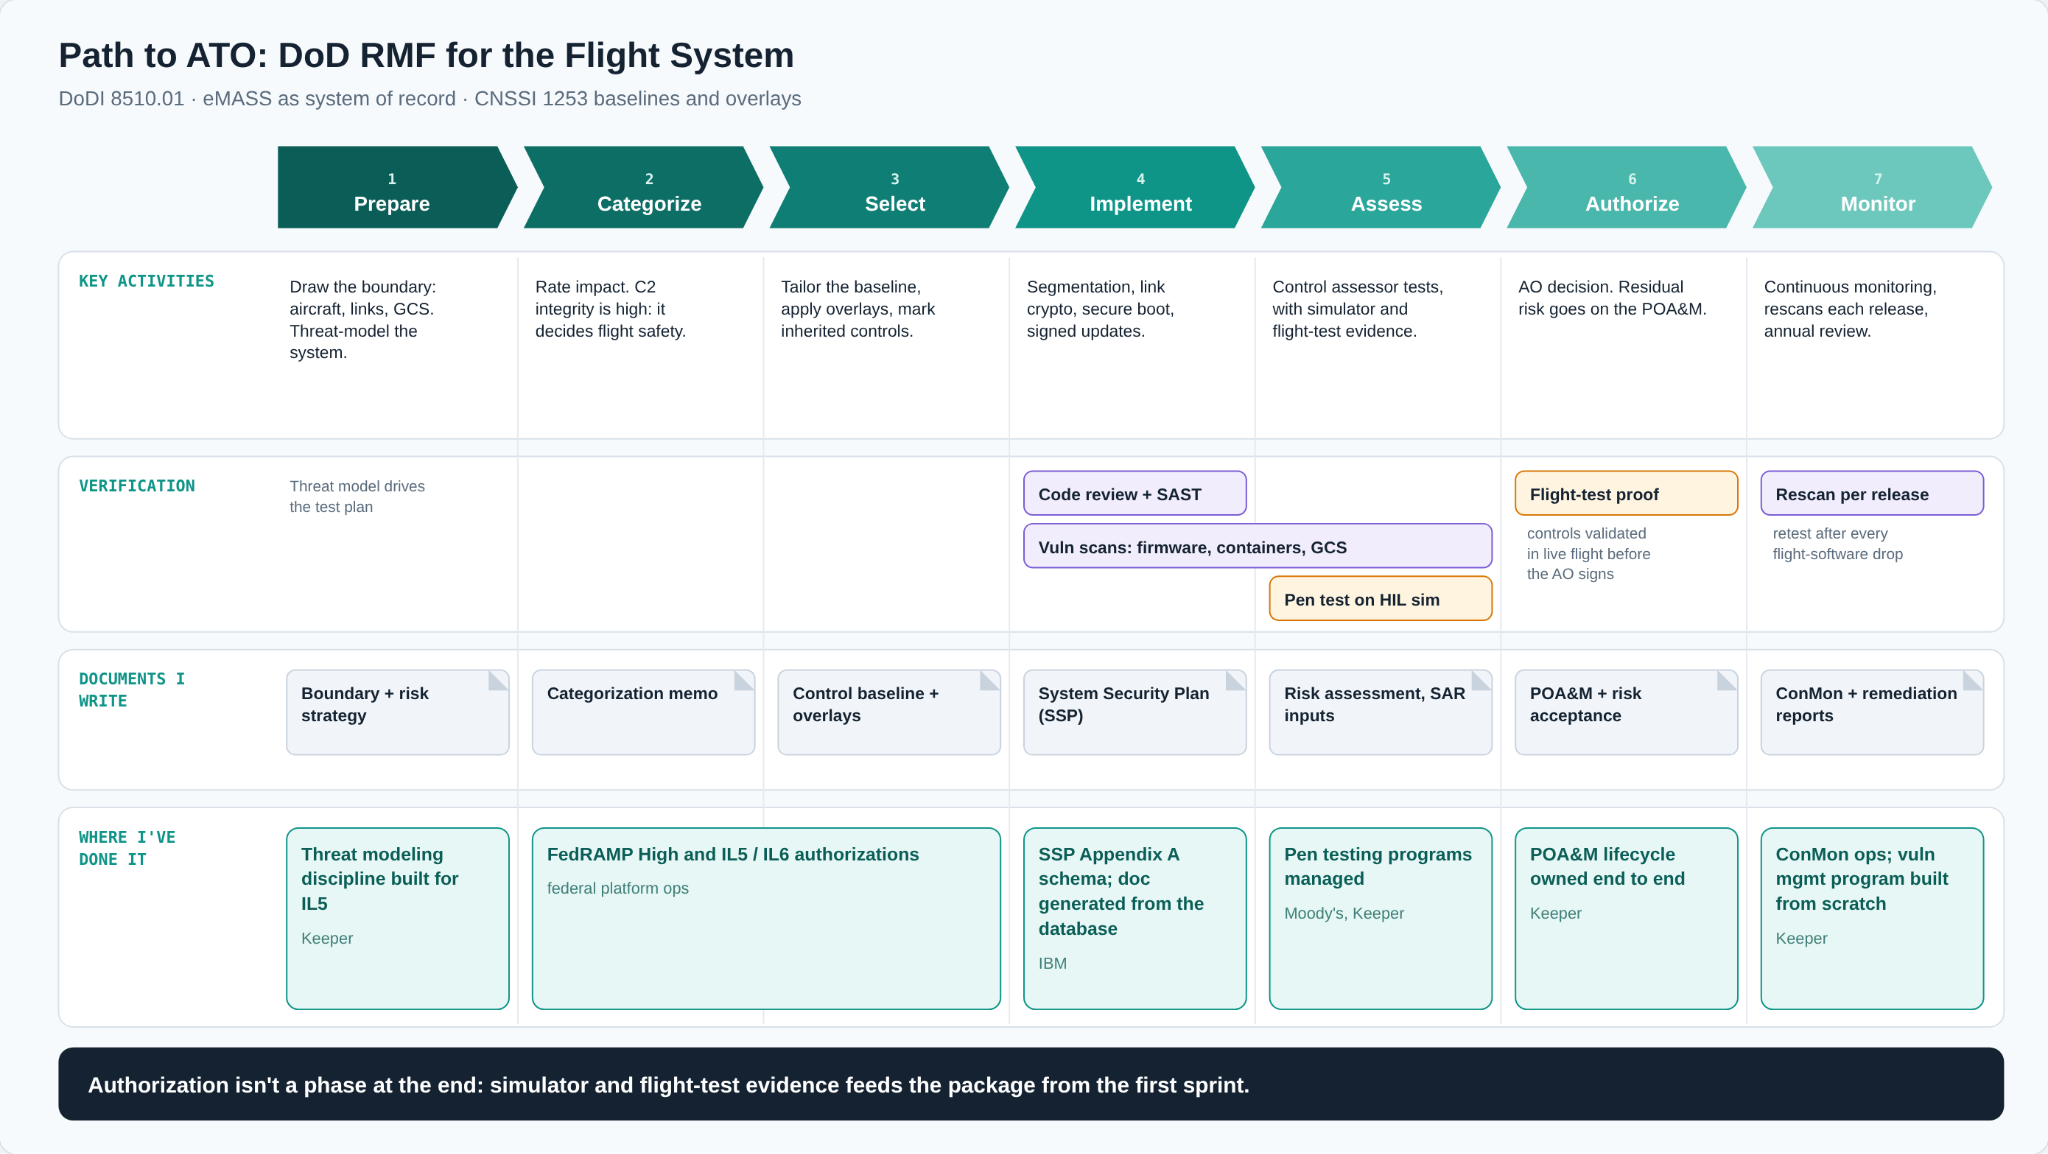 Path to ATO: DoD RMF for the Flight System
DoDI 8510.01 · eMASS as system of record · CNSSI 1253 baselines and overlays
1
Prepare
2
Categorize
3
Select
4
Implement
5
Assess
6
Authorize
7
Monitor
KEY ACTIVITIES
Draw the boundary:
aircraft, links, GCS.
Threat-model the
system.
Rate impact. C2
integrity is high: it
decides flight safety.
Tailor the baseline,
apply overlays, mark
inherited controls.
Segmentation, link
crypto, secure boot,
signed updates.
Control assessor tests,
with simulator and
flight-test evidence.
AO decision. Residual
risk goes on the POA&M.
Continuous monitoring,
rescans each release,
annual review.
VERIFICATION
Threat model drives
the test plan
Code review + SAST
Vuln scans: firmware, containers, GCS
Pen test on HIL sim
Flight-test proof
controls validated
in live flight before
the AO signs
Rescan per release
retest after every
flight-software drop
DOCUMENTS I
WRITE
Boundary + risk
strategy
Categorization memo
Control baseline +
overlays
System Security Plan
(SSP)
Risk assessment, SAR
inputs
POA&M + risk
acceptance
ConMon + remediation
reports
WHERE I'VE
DONE IT
Threat modeling
discipline built for
IL5
Keeper
FedRAMP High and IL5 / IL6 authorizations
federal platform ops
SSP Appendix A
schema; doc
generated from the
database
IBM
Pen testing programs
managed
Moody's, Keeper
POA&M lifecycle
owned end to end
Keeper
ConMon ops; vuln
mgmt program built
from scratch
Keeper
Authorization isn't a phase at the end: simulator and flight-test evidence feeds the package from the first sprint.